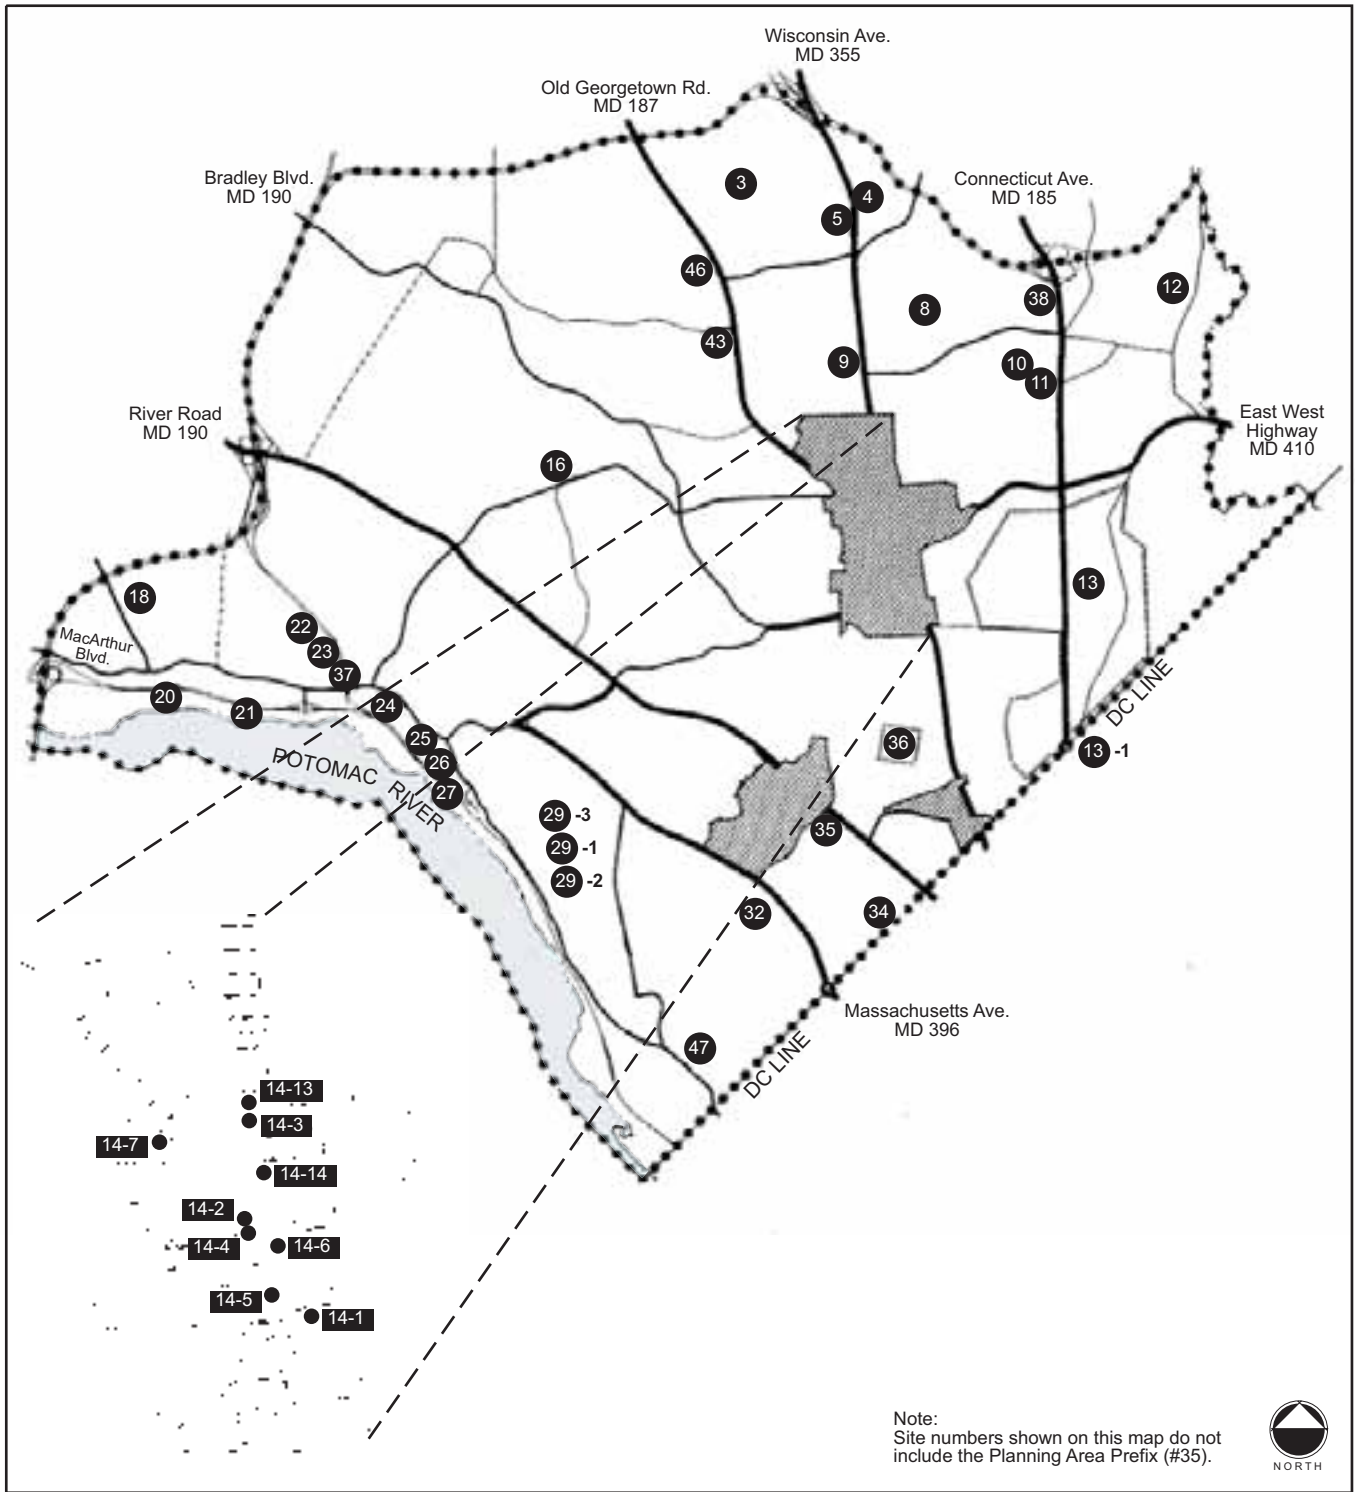 Wisconsin Ave.
MD 355
Old Georgetown Rd.
MD 187
Bradley Blvd.
MD 190
Connecticut Ave.
MD 185
3
4
5
46
12
38
8
43
9
10
11
River Road
MD 190
East West
Highway
MD 410
16
18
13
22
MacArthur
Blvd.
23
37
20
21
24
25
26
27
POTOMAC RIVER
36
DC LINE
13 -1
29 -3
29 -1
29 -2
35
32
34
Massachusetts Ave.
MD 396
47
DC LINE
14-13
14-3
14-7
14-14
14-2
14-4
14-6
14-5
14-1
Note:
Site numbers shown on this map do not
include the Planning Area Prefix (#35).
NORTH